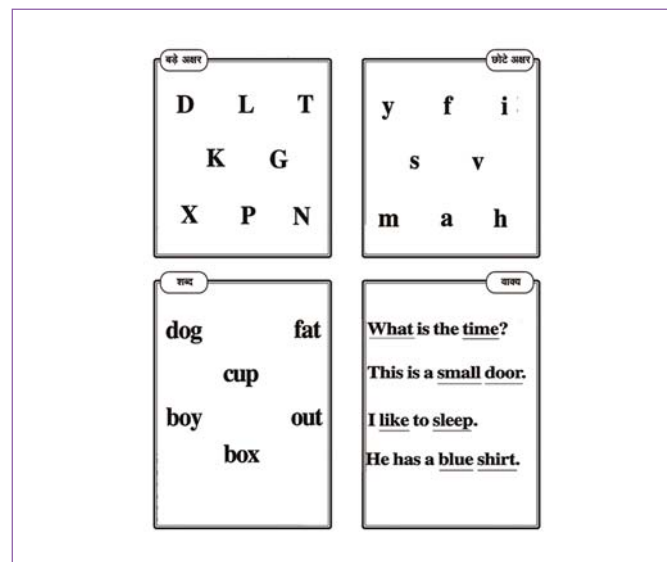 बड़े अक्षर
D L T
K G
X P N
छोटे अक्षर
y f i
s v
m a h
शब्द
dog fat
cup
boy out
box
वाक्य
What is the time?
This is a small door.
I like to sleep.
He has a blue shirt.